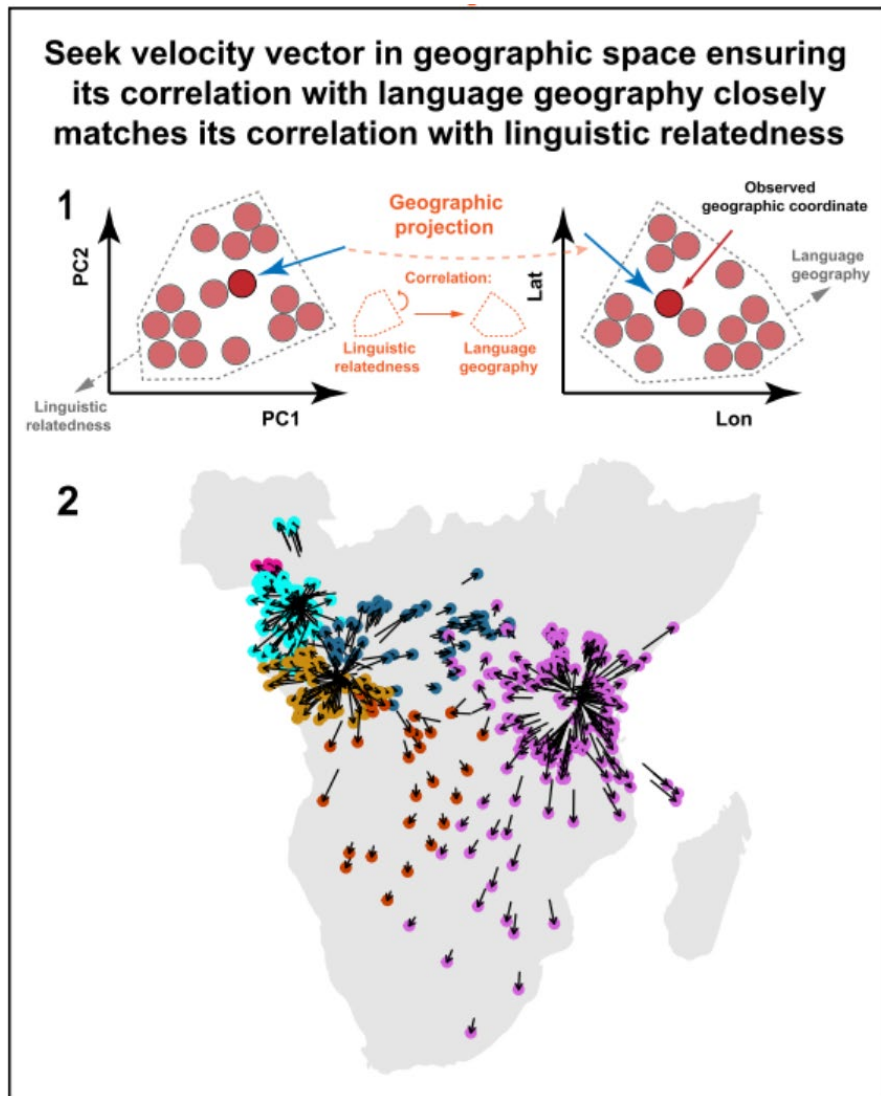 Seek velocity vector in geographic space ensuring
its correlation with language geography closely
matches its correlation with linguistic relatedness
1
PC2
PC1
Linguistic
relatedness
Geographic
projection
Correlation:
Linguistic
relatedness
Language
geography
Observed
geographic coordinate
Language
geography
Lat
Lon
2